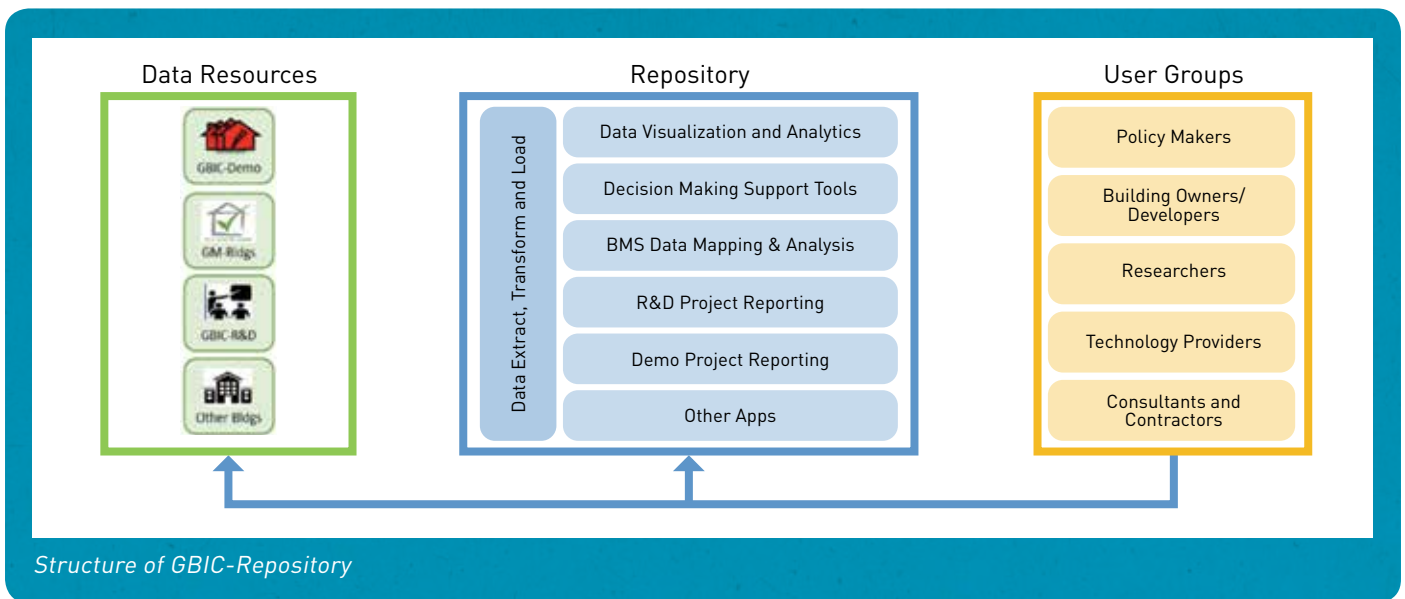 Data Resources
GBIC-Demo
GM-Bldgs
GBIC-R&D
Other Bldgs
Repository
Data Extract, Transform and Load
Data Visualization and Analytics
Decision Making Support Tools
BMS Data Mapping & Analysis
R&D Project Reporting
Demo Project Reporting
Other Apps
User Groups
Policy Makers
Building Owners/
Developers
Researchers
Technology Providers
Consultants and
Contractors
Structure of GBIC-Repository